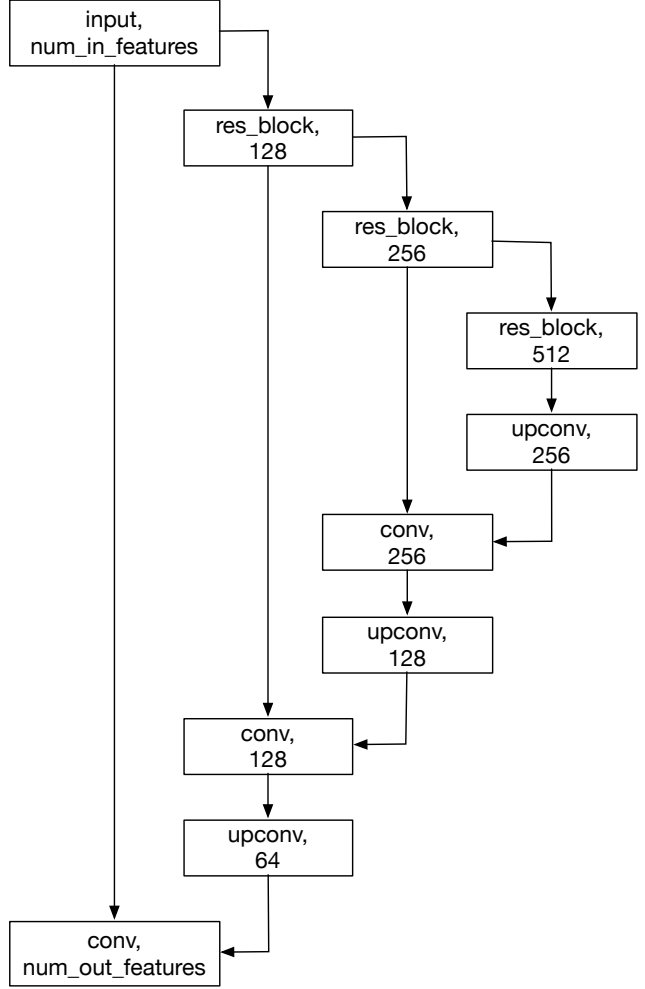 input,
num_in_features
res_block,
128
res_block,
256
res_block,
512
upconv,
256
conv,
256
upconv,
128
conv,
128
upconv,
64
conv,
num_out_features